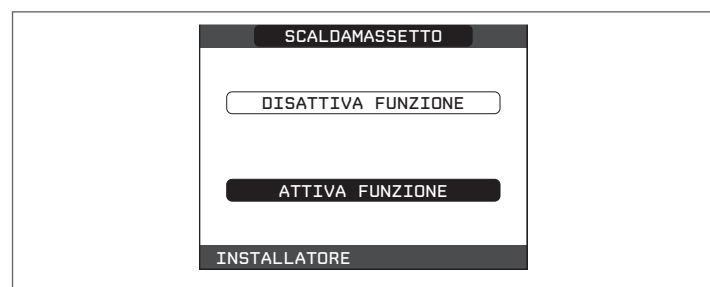 SCALDAMASSETTO
DISATTIVA FUNZIONE
ATTIVA FUNZIONE
INSTALLATORE